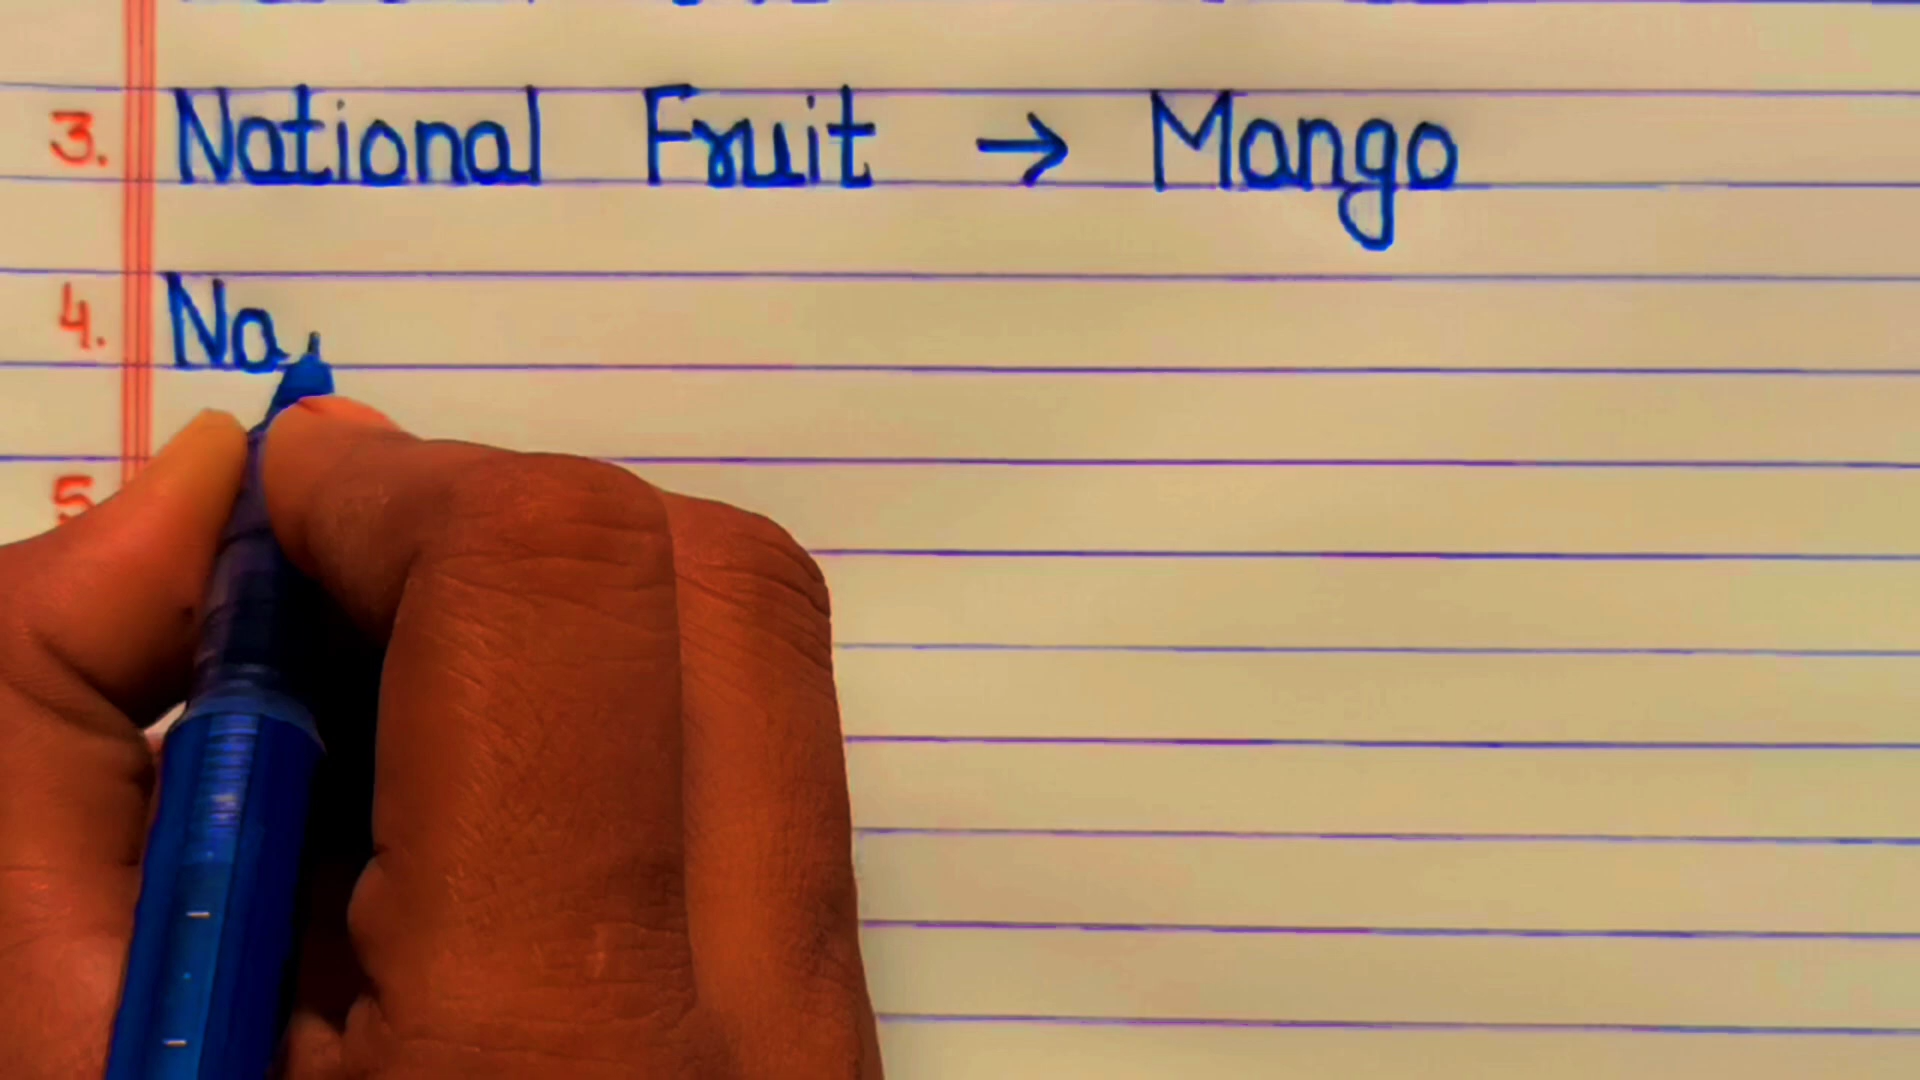 3. National Fruit → Mango
4. Na
5.